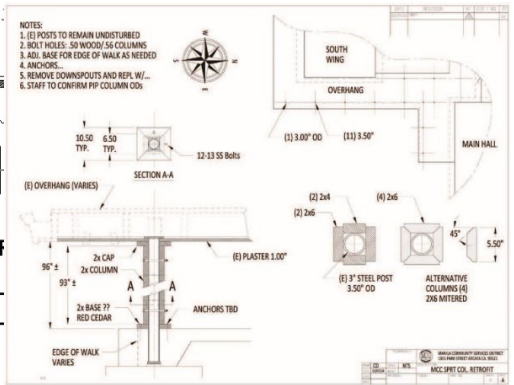 NOTES:
1. (E) POSTS TO REMAIN UNDISTURBED
2. BOLT HOLES: .50 WOOD/.56 COLUMNS
3. ADJ. BASE FOR EDGE OF WALK AS NEEDED
4. ANCHORS...
5. REMOVE DOWNSPOUTS AND REPL W/...
6. STAFF TO CONFIRM PIP COLUMN ODs
W
S
N
E
SOUTH
WING
OVERHANG
(1) 3.00" OD
(11) 3.50"
MAIN HALL
10.50
TYP.
6.50
TYP.
12-13 SS Bolts
SECTION A-A
(E) OVERHANG (VARIES)
(2) 2x4
(2) 2x6
(4) 2x6
45°
5.50"
(E) 3" STEEL POST
3.50" OD
ALTERNATIVE
COLUMNS (4)
2X6 MITERED
(E) PLASTER 1.00"
2x CAP
2x COLUMN
96" ±
93" ±
A
A
2x BASE ??
RED CEDAR
ANCHORS TBD
EDGE OF WALK
VARIES
COMMUNITY SERVICES DISTRICT
NTS
MCC SPRT COL. RETROFIT
A